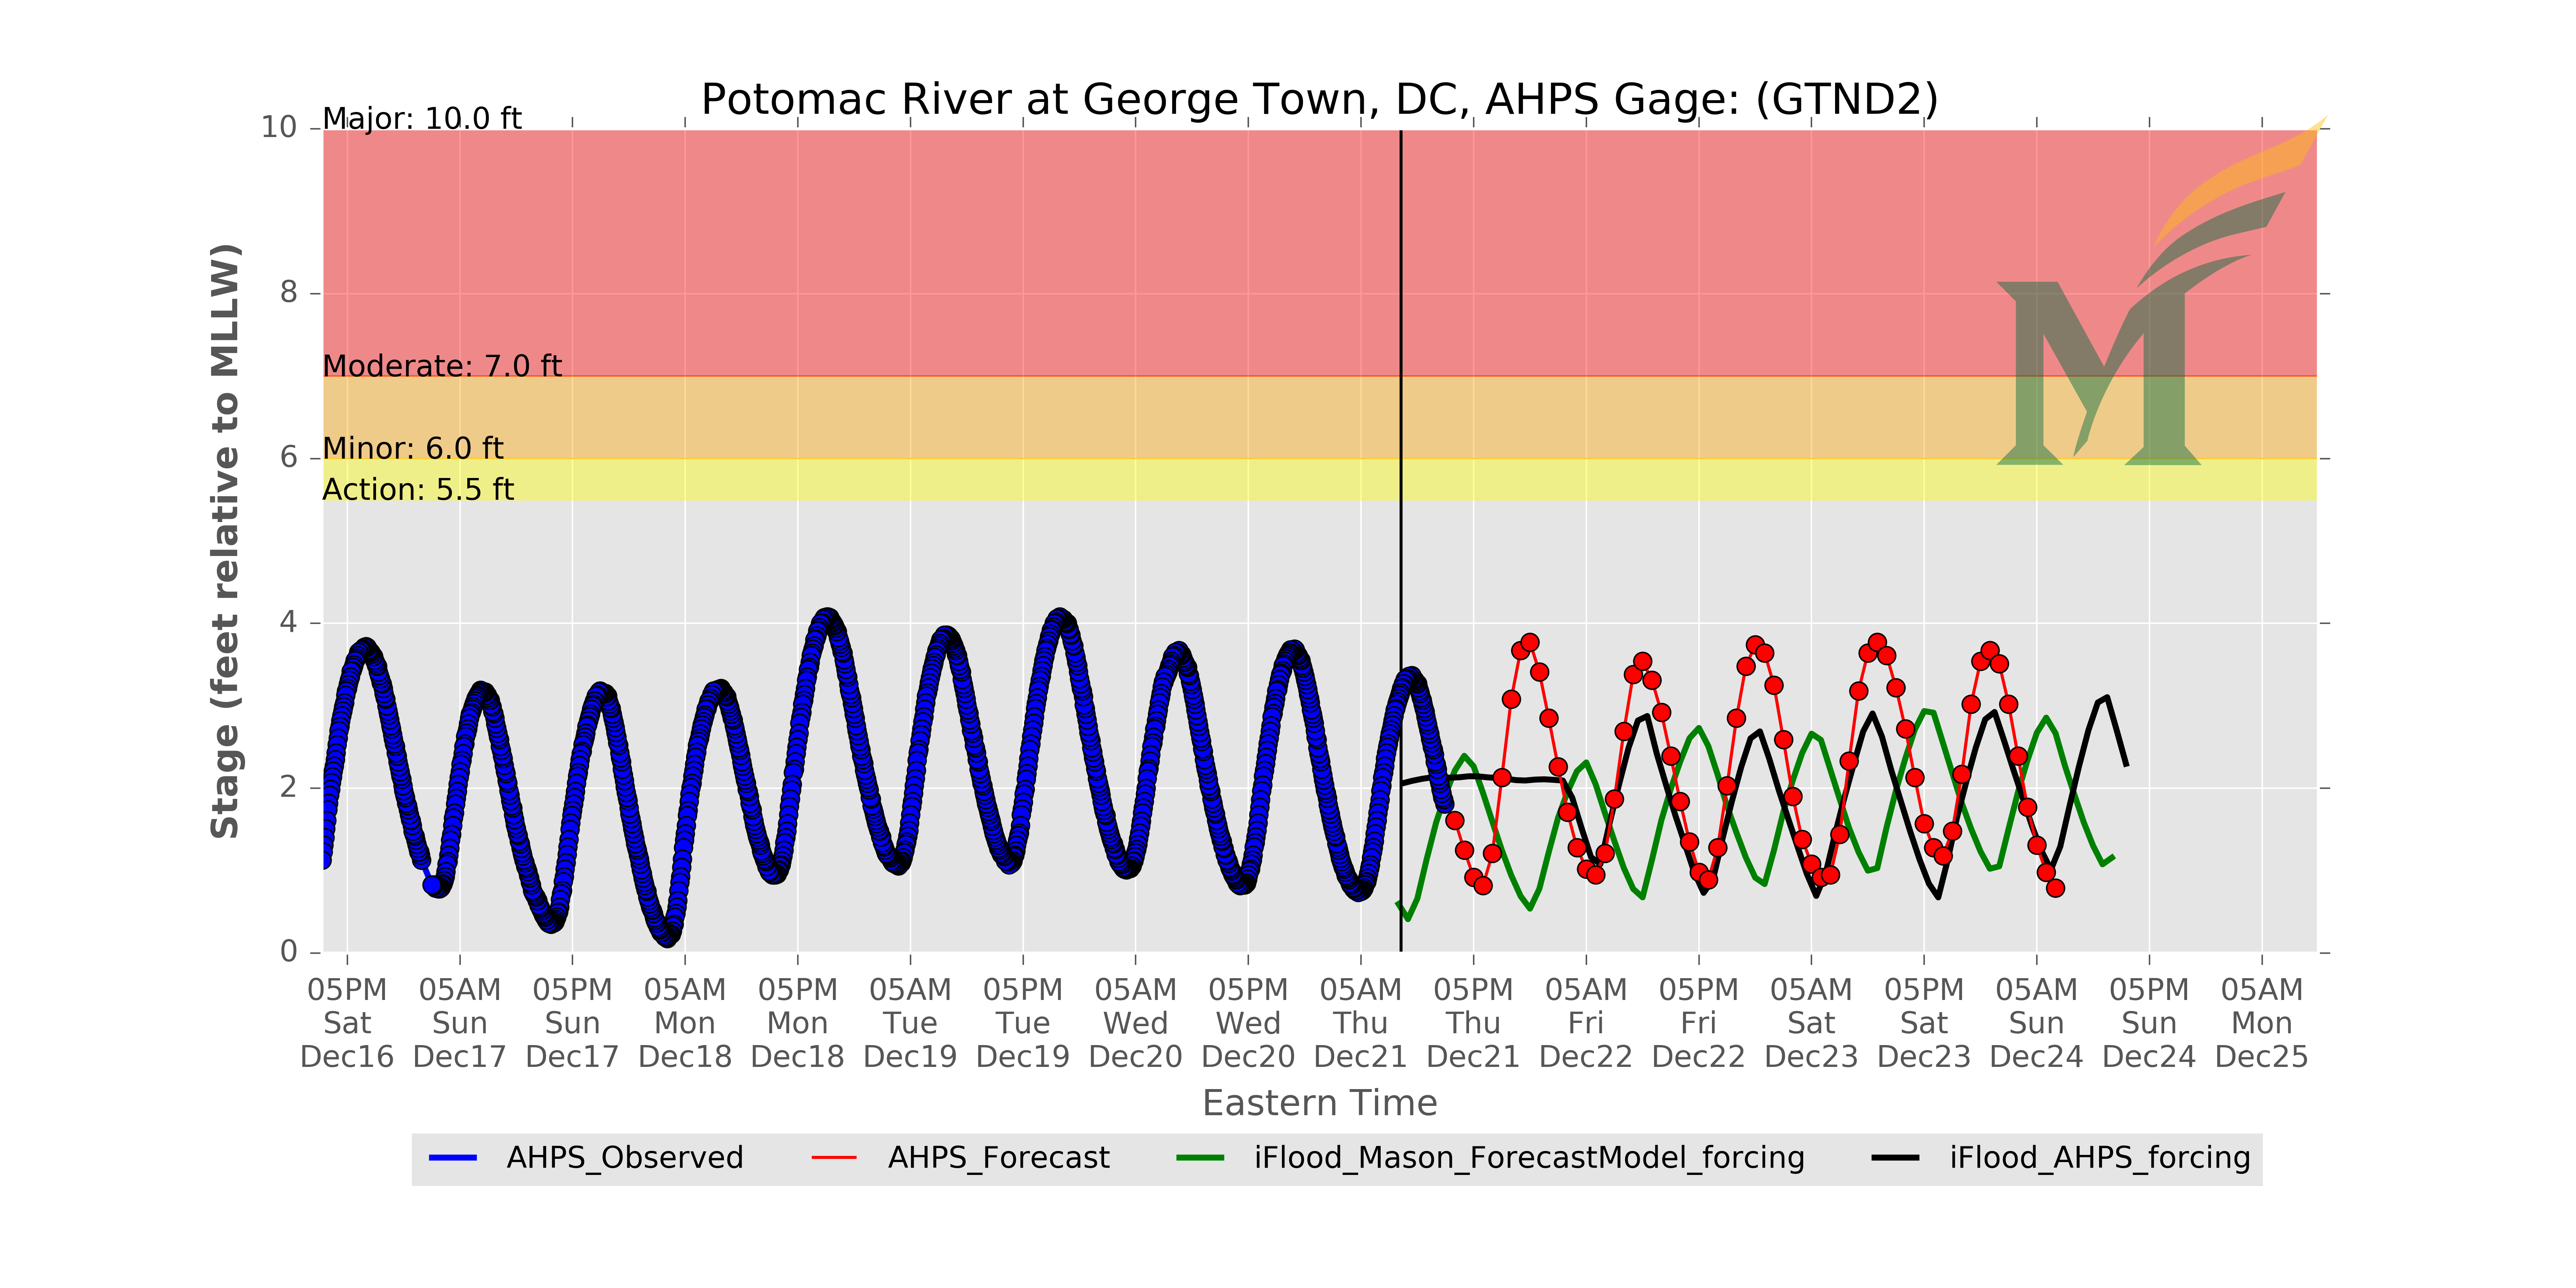 Potomac River at George Town, DC, AHPS Gage: (GTND2)
Major: 10.0 ft
Moderate: 7.0 ft
Minor: 6.0 ft
Action: 5.5 ft
Stage (feet relative to MLLW)
10
8
6
4
2
0
05PM 05AM 05PM 05AM 05PM 05AM 05PM 05AM 05PM 05AM 05PM 05AM 05PM 05AM 05PM 05AM 05PM 05AM
Sat Sun Sun Mon Mon Tue Tue Wed Wed Thu Thu Fri Fri Sat Sat Sun Sun Mon
Dec16 Dec17 Dec17 Dec18 Dec18 Dec19 Dec19 Dec20 Dec20 Dec21 Dec21 Dec22 Dec22 Dec23 Dec23 Dec24 Dec24 Dec25
Eastern Time
AHPS_Observed AHPS_Forecast iFlood_Mason_ForecastModel_forcing iFlood_AHPS_forcing
M